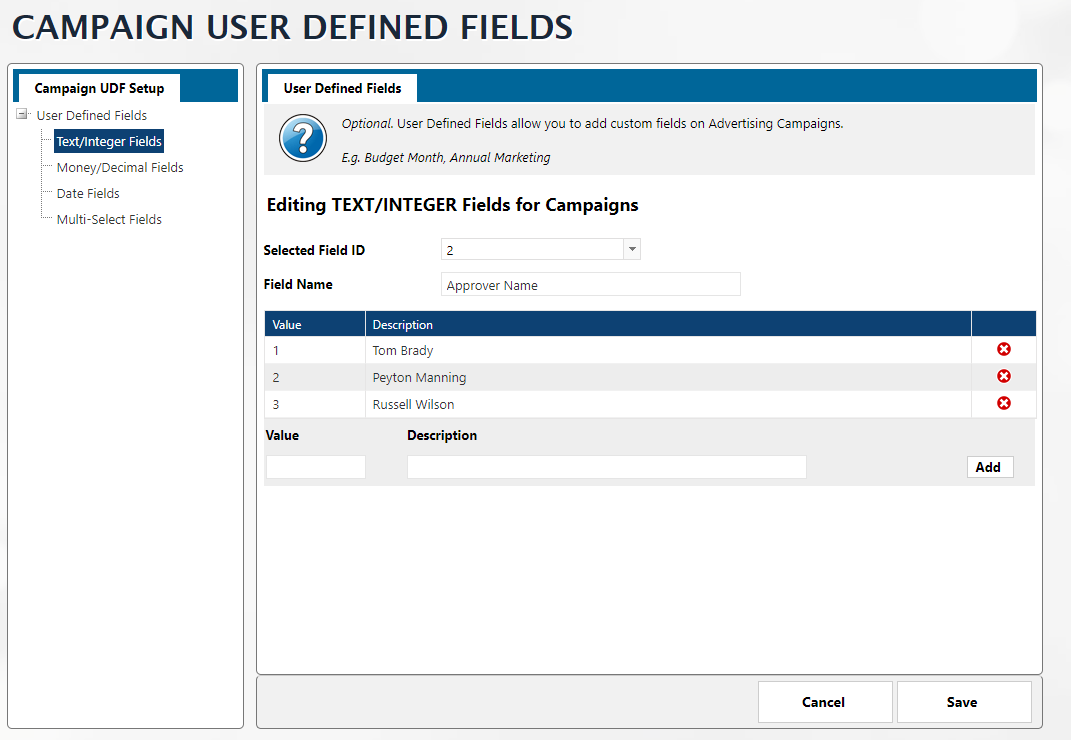 CAMPAIGN USER DEFINED FIELDS
Campaign UDF Setup
User Defined Fields
Text/Integer Fields
Money/Decimal Fields
Date Fields
Multi-Select Fields
User Defined Fields
Optional. User Defined Fields allow you to add custom fields on Advertising Campaigns.
E.g. Budget Month, Annual Marketing
Editing TEXT/INTEGER Fields for Campaigns
Selected Field ID 2
Field Name Approver Name
Value Description
1 Tom Brady
2 Peyton Manning
3 Russell Wilson
Value Description
Add
Cancel Save